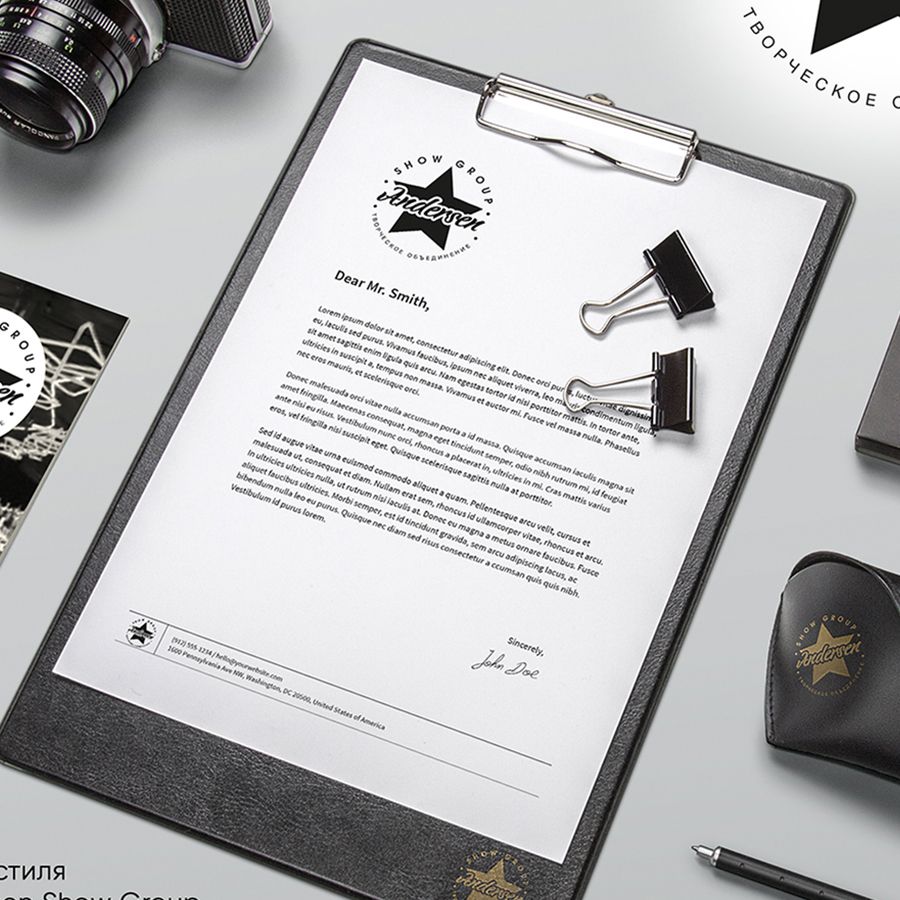 ТВОРЧЕСКОЕ
SHOW GROUP
Andersen
ТВОРЧЕСКОЕ ОБЪЕДИНЕНИЕ
Dear Mr. Smith,
Lorem ipsum dolor sit amet, consectetur adipiscing elit. Donec orci purus, luctus vitae dignissim
eu, iaculis sed purus. Vivamus faucibus, ipsum nec aliquet viverra, leo condimentum ligula,
sit amet sagittis enim ligula quis arcu. Nam egestas tortor id nisi porttitor mattis. In tortor ante,
ultricies in suscipit a, tempus non massa. Vivamus et auctor mi. Fusce vel massa nulla. Phasellus
nec eros mauris, et scelerisque orci.
Donec malesuada orci vitae nulla accumsan porta a id massa. Quisque accumsan iaculis magna sit
amet fringilla. Maecenas consequat, magna eget tincidunt semper, odio nibh rutrum mi, id feugiat
ante nisi eu risus. Vestibulum nunc orci, rhoncus a placerat in, ultricies in mi. Cras mattis varius
eros, vel fringilla nisi suscipit eget. Quisque scelerisque sagittis nulla at porttitor.
Sed id augue vitae urna euismod commodo aliquet a quam. Pellentesque arcu velit, cursus et
malesuada ut, consequat et diam. Nullam erat sem, rhoncus id ullamcorper vitae, rhoncus et arcu.
In ultricies ultricies nulla, ut rutrum nisi iaculis at. Donec eu magna a metus ornare faucibus. Fusce
aliquet faucibus ultricies. Morbi semper, est id tincidunt gravida, sem arcu adipiscing lacus, ac
bibendum nulla leo eu purus. Quisque nec diam sed risus consectetur a ccumsan quis quis nibh.
Vestibulum id purus lorem.
Sincerely,
John Doe
Andersen
(912) 555 1234 / hello@yourwebsite.com
1600 Pennsylvania Ave NW, Washington, DC 20500, United States of America
GROUP
SHOW GROUP
Andersen
SHOW GROUP
Andersen
стиля
Show Group